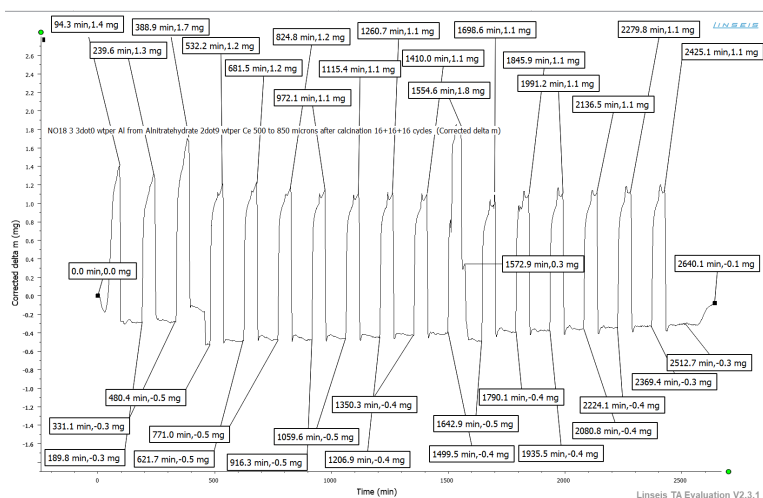 94.3 min,1.4 mg
388.9 min,1.7 mg
824.8 min,1.2 mg
1260.7 min,1.1 mg
1698.6 min,1.1 mg
2279.8 min,1.1 mg
LINSEIS
239.6 min,1.3 mg
532.2 min,1.2 mg
1115.4 min,1.1 mg
1410.0 min,1.1 mg
1845.9 min,1.1 mg
2425.1 min,1.1 mg
681.5 min,1.2 mg
972.1 min,1.1 mg
1554.6 min,1.8 mg
1991.2 min,1.1 mg
2136.5 min,1.1 mg
NO18 3 3dot0 wtper Al from Alnitratehydrate 2dot9 wtper Ce 500 to 850 microns after calcination 16+16+16 cycles (Corrected delta m)
0.0 min,0.0 mg
1572.9 min,0.3 mg
2640.1 min,-0.1 mg
480.4 min,-0.5 mg
1350.3 min,-0.4 mg
1790.1 min,-0.4 mg
2512.7 min,-0.3 mg
2369.4 min,-0.3 mg
331.1 min,-0.3 mg
771.0 min,-0.5 mg
1059.6 min,-0.5 mg
1642.9 min,-0.5 mg
2224.1 min,-0.4 mg
2080.8 min,-0.4 mg
189.8 min,-0.3 mg
621.7 min,-0.5 mg
916.3 min,-0.5 mg
1206.9 min,-0.4 mg
1499.5 min,-0.4 mg
1935.5 min,-0.4 mg
Corrected delta m (mg)
2.6
2.4
2.2
2.0
1.8
1.6
1.4
1.2
1.0
0.8
0.6
0.4
0.2
0.0
-0.2
-0.4
-0.6
-0.8
-1.0
-1.2
-1.4
-1.6
0
500
1000
1500
2000
2500
Time (min)
Linseis TA Evaluation V2.3.1